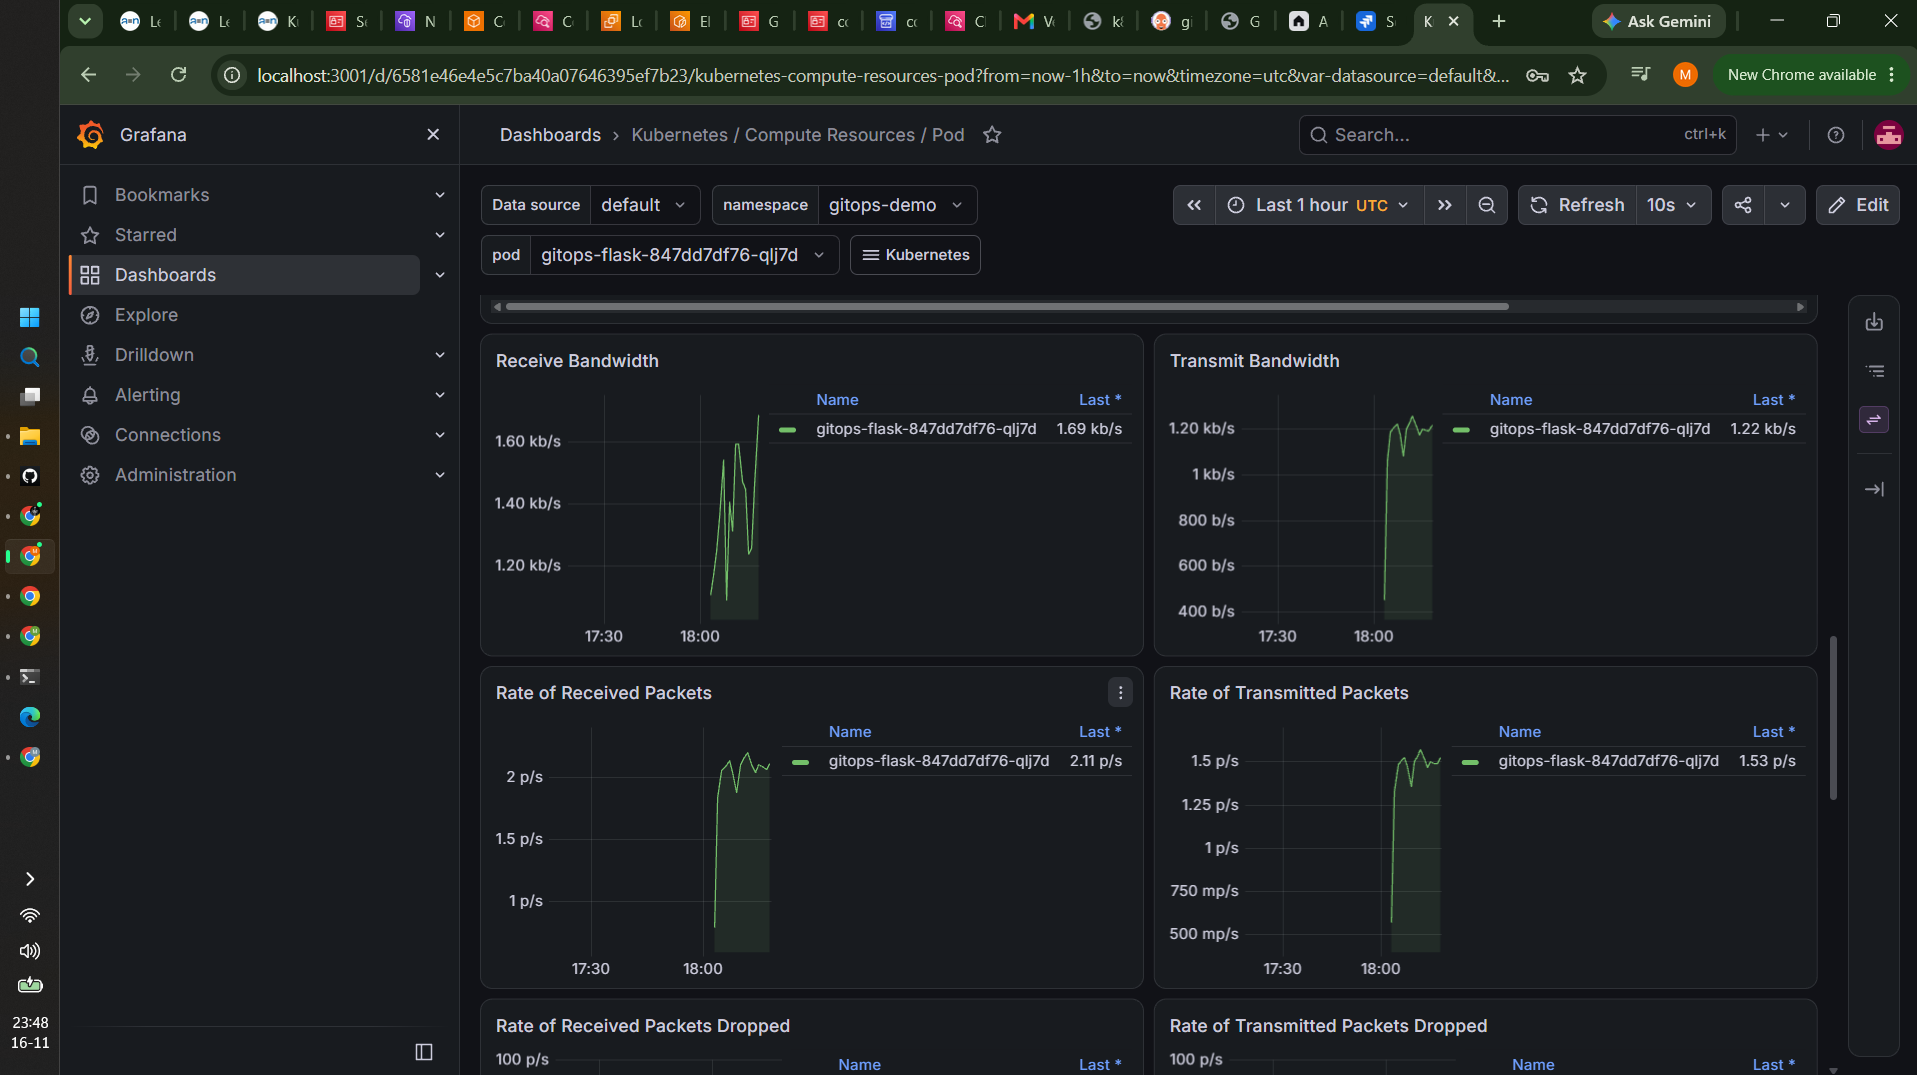 Ask Gemini
localhost:3001/d/6581e46e4e5c7ba40a07646395ef7b23/kubernetes-compute-resources-pod?from=now-1h&to=now&timezone=utc&var-datasource=default&...
M
New Chrome available
Grafana
Dashboards › Kubernetes / Compute Resources / Pod
Search...
ctrl+k
Bookmarks
Starred
Dashboards
Explore
Drilldown
Alerting
Connections
Administration
Data source
default
namespace
gitops-demo
Last 1 hour UTC
Refresh
10s
Edit
pod
gitops-flask-847dd7df76-qlj7d
Kubernetes
Receive Bandwidth
Name
Last *
gitops-flask-847dd7df76-qlj7d
1.69 kb/s
1.60 kb/s
1.40 kb/s
1.20 kb/s
17:30
18:00
Transmit Bandwidth
Name
Last *
gitops-flask-847dd7df76-qlj7d
1.22 kb/s
1.20 kb/s
1 kb/s
800 b/s
600 b/s
400 b/s
17:30
18:00
Rate of Received Packets
Name
Last *
gitops-flask-847dd7df76-qlj7d
2.11 p/s
2 p/s
1.5 p/s
1 p/s
17:30
18:00
Rate of Transmitted Packets
Name
Last *
gitops-flask-847dd7df76-qlj7d
1.53 p/s
1.5 p/s
1.25 p/s
1 p/s
750 mp/s
500 mp/s
17:30
18:00
Rate of Received Packets Dropped
100 p/s
Name
Last *
Rate of Transmitted Packets Dropped
100 p/s
Name
Last *
23:48
16-11